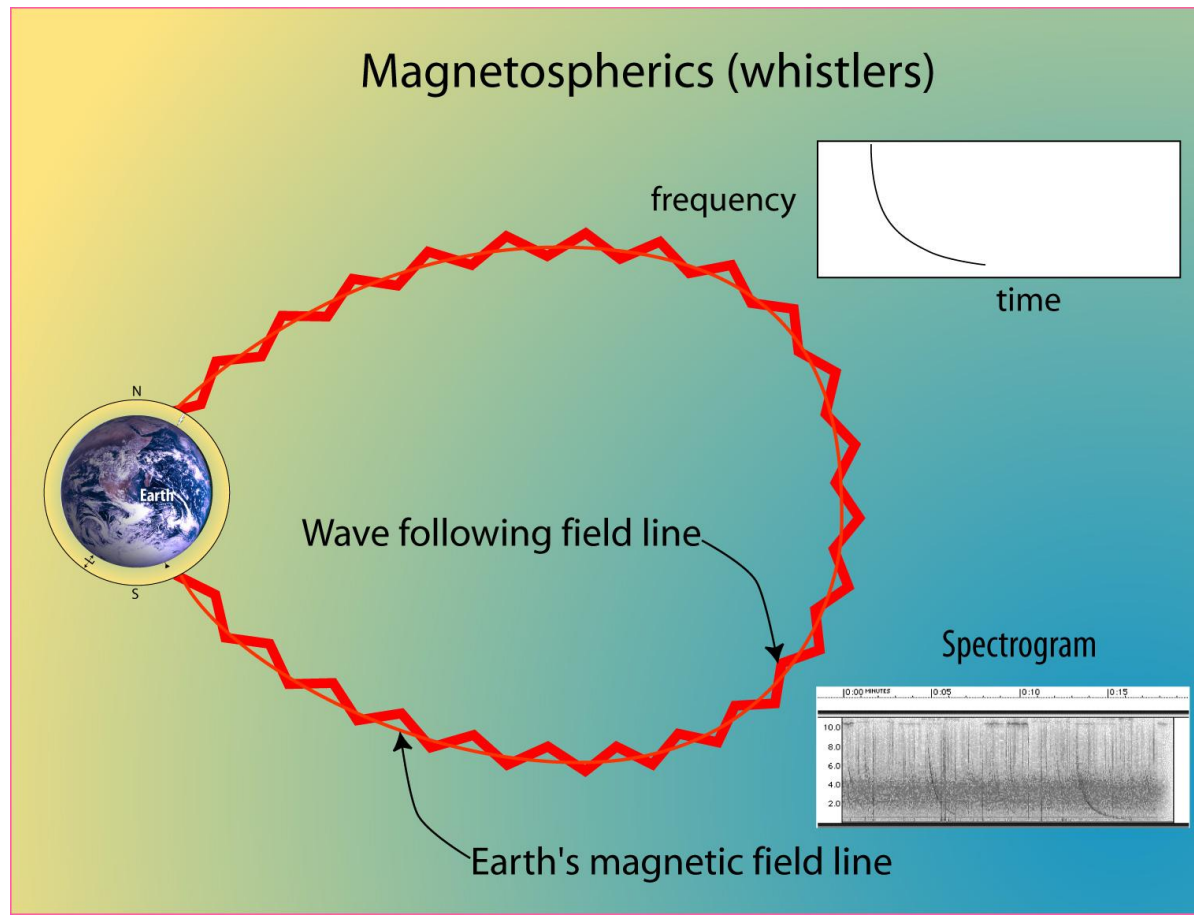 Magnetospherics (whistlers)
frequency
time
N
Earth
S
Wave following field line
Earth's magnetic field line
Spectrogram
0:00 MINUTES 0:05 0:10 0:15
10.0
8.0
6.0
4.0
2.0